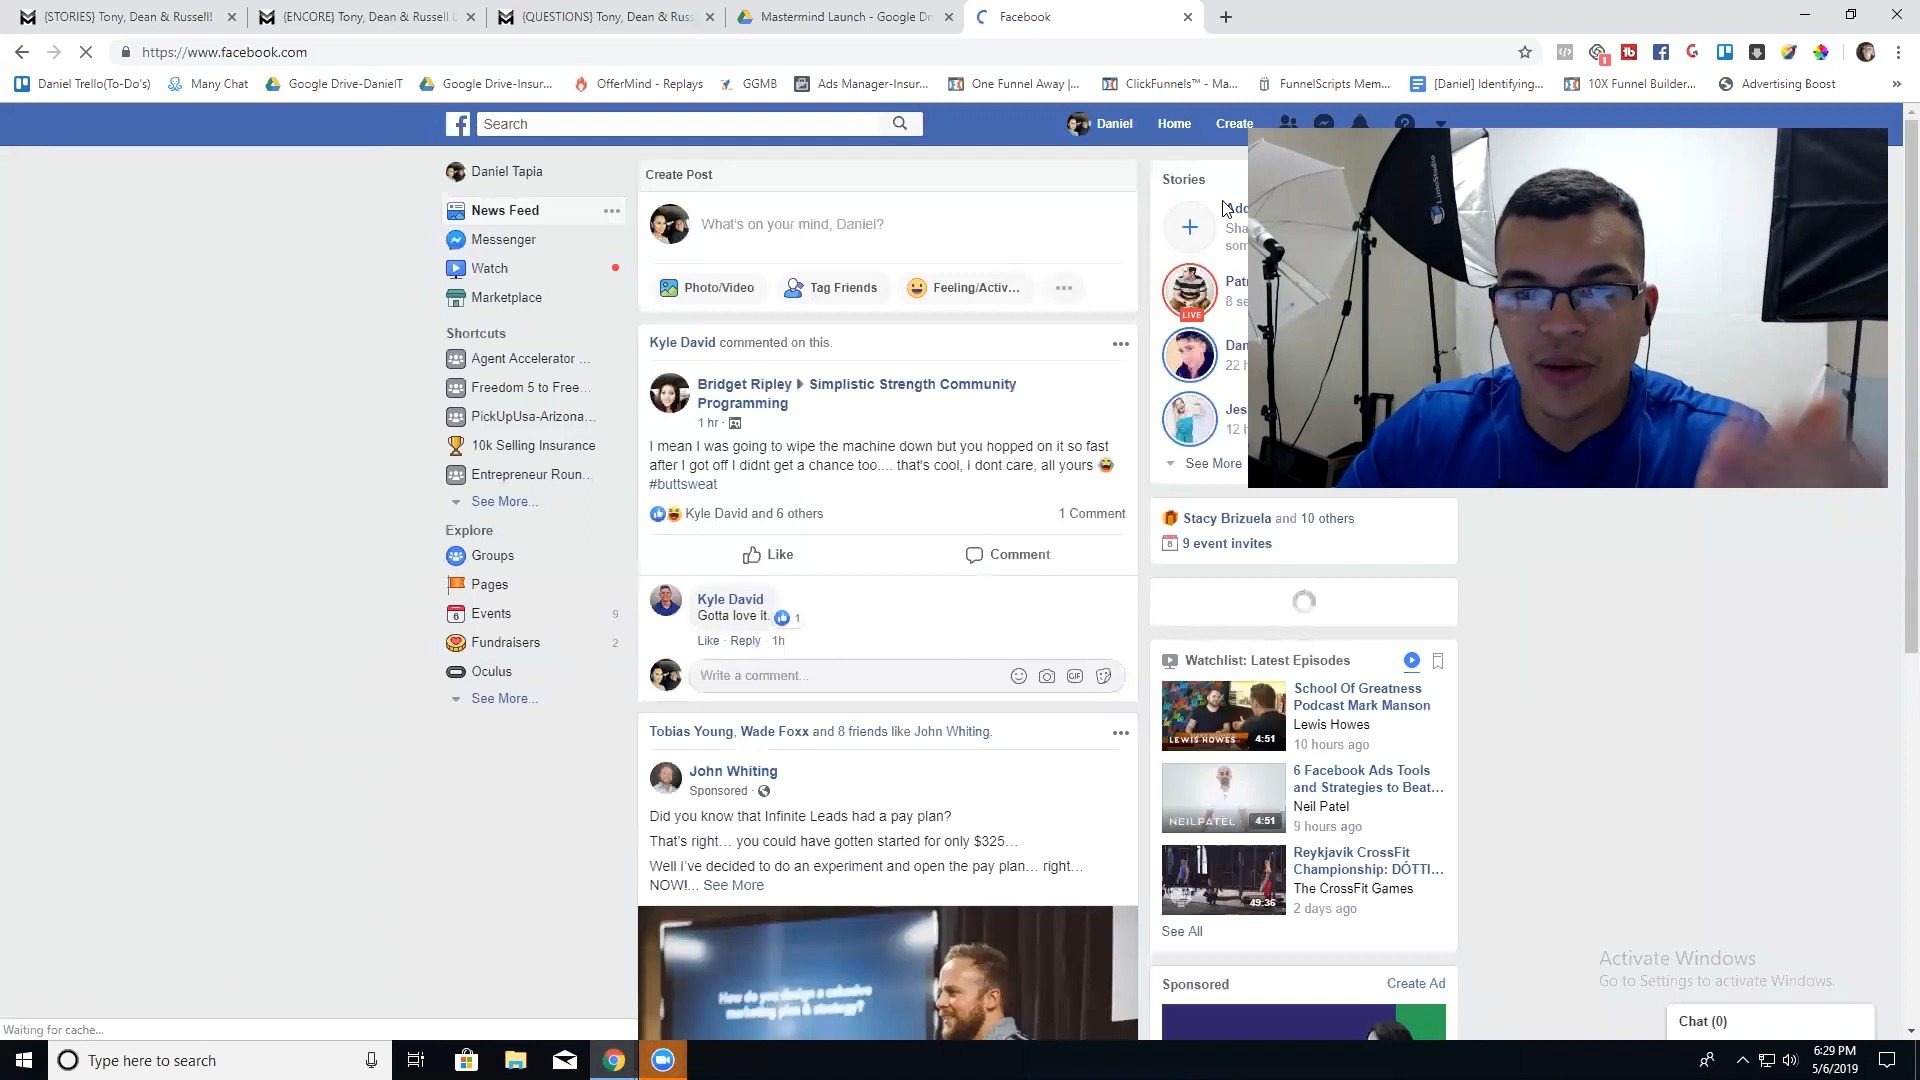 {STORIES} Tony, Dean & Russell!
{ENCORE} Tony, Dean & Russell
{QUESTIONS} Tony, Dean & Russ
Mastermind Launch - Google Dr
Facebook
https://www.facebook.com
Daniel Trello(To-Do's)
Many Chat
Google Drive-DanielT
Google Drive-Insur...
OfferMind - Replays
GGMB
Ads Manager-Insur...
One Funnel Away |...
ClickFunnels™ - Ma...
FunnelScripts Mem...
[Daniel] Identifying...
10X Funnel Builder...
Advertising Boost
Search
Daniel
Home
Create
Daniel Tapia
News Feed
Messenger
Watch
Marketplace
Shortcuts
Agent Accelerator ...
Freedom 5 to Free...
PickUpUsa-Arizona...
10k Selling Insurance
Entrepreneur Roun...
See More...
Explore
Groups
Pages
Events 9
Fundraisers 2
Oculus
See More...
Create Post
What's on your mind, Daniel?
Photo/Video
Tag Friends
Feeling/Activ...
Kyle David commented on this.
Bridget Ripley ▸ Simplistic Strength Community
Programming
1 hr ·
I mean I was going to wipe the machine down but you hopped on it so fast
after I got off I didnt get a chance too.... that's cool, i dont care, all yours 😂
#buttsweat
Kyle David and 6 others
1 Comment
Like
Comment
Kyle David
Gotta love it.
1
Like · Reply · 1h
Write a comment...
GIF
Tobias Young, Wade Foxx and 8 friends like John Whiting.
John Whiting
Sponsored ·
Did you know that Infinite Leads had a pay plan?
That's right... you could have gotten started for only $325...
Well i've decided to do an experiment and open the pay plan... right...
NOW!... See More
How do you design a cohesive
marketing plan & strategy?
Stories
Add
Sha
som
Patr
8 se
LIVE
Dan
22 h
Jes
12 h
See More
LimoStudio
Stacy Brizuela and 10 others
9 event invites
Watchlist: Latest Episodes
School Of Greatness
Podcast Mark Manson
Lewis Howes
10 hours ago
LEWIS HOWES 4:51
6 Facebook Ads Tools
and Strategies to Beat...
Neil Patel
9 hours ago
NEILPATEL 4:51
Reykjavík CrossFit
Championship: DÓTTI...
The CrossFit Games
2 days ago
49:36
See All
Sponsored
Create Ad
Activate Windows
Go to Settings to activate Windows.
Chat (0)
Waiting for cache...
Type here to search
6:29 PM
5/6/2019